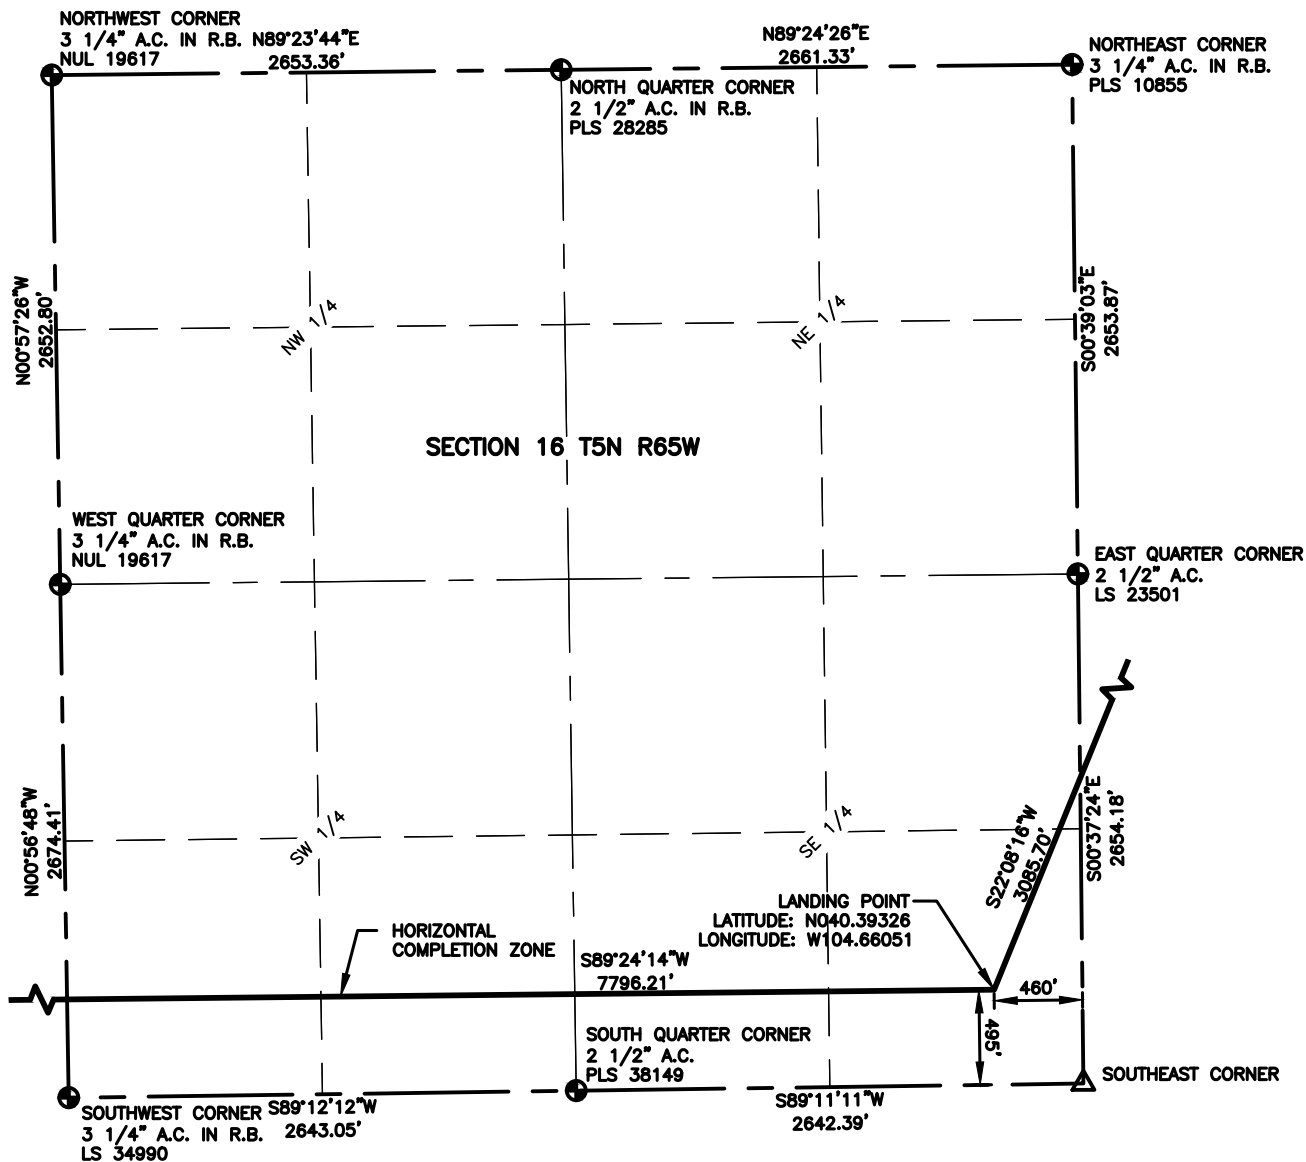 NORTHWEST CORNER
3 1/4" A.C. IN R.B.
NUL 19617
N89°23'44"E
2653.36'
N89°24'26"E
2661.33'
NORTHEAST CORNER
3 1/4" A.C. IN R.B.
PLS 10855
NORTH QUARTER CORNER
2 1/2" A.C. IN R.B.
PLS 28285
N00°57'26"W
2652.80'
NW 1/4
NE 1/4
S00°39'03"E
2653.87'
SECTION 16 T5N R65W
WEST QUARTER CORNER
3 1/4" A.C. IN R.B.
NUL 19617
EAST QUARTER CORNER
2 1/2" A.C.
LS 23501
N00°56'48"W
2674.41'
SW 1/4
SE 1/4
S22°08'16"W
3085.70'
S00°37'24"E
2654.18'
LANDING POINT
LATITUDE: N040.39326
LONGITUDE: W104.66051
HORIZONTAL
COMPLETION ZONE
S89°24'14"W
7796.21'
460'
495'
SOUTH QUARTER CORNER
2 1/2" A.C.
PLS 38149
SOUTHEAST CORNER
SOUTHWEST CORNER
3 1/4" A.C. IN R.B.
LS 34990
S89°12'12"W
2643.05'
S89°11'11"W
2642.39'